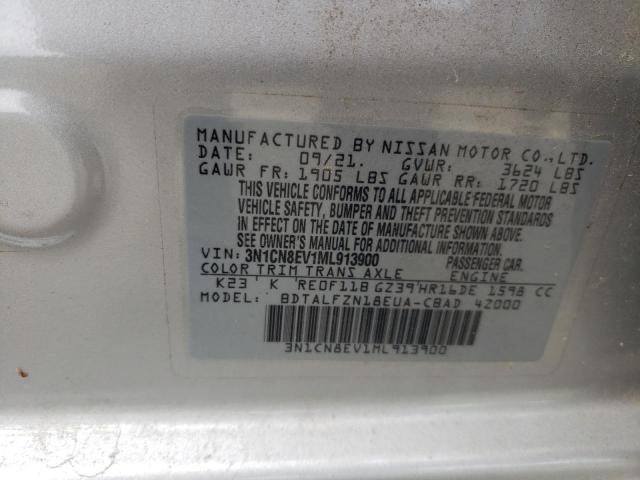 MANUFACTURED BY NISSAN MOTOR CO.,LTD.
DATE: 09/21. GVWR: 3624 LBS
GAWR FR: 1905 LBS GAWR RR: 1720 LBS
THIS VEHICLE CONFORMS TO ALL APPLICABLE FEDERAL MOTOR
VEHICLE SAFETY, BUMPER AND THEFT PREVENTION STANDARDS
IN EFFECT ON THE DATE OF MANUFACTURE SHOWN ABOVE.
SEE OWNER'S MANUAL FOR ADDITIONAL INFORMATION
VIN: 3N1CN8EV1ML913900 PASSENGER CAR.
COLOR TRIM TRANS AXLE ENGINE
K23 K RE0F11B GZ39 HR16DE 1598 CC
MODEL: BDTALFZN18EUA-CBAD 42000
3N1CN8EV1ML913900